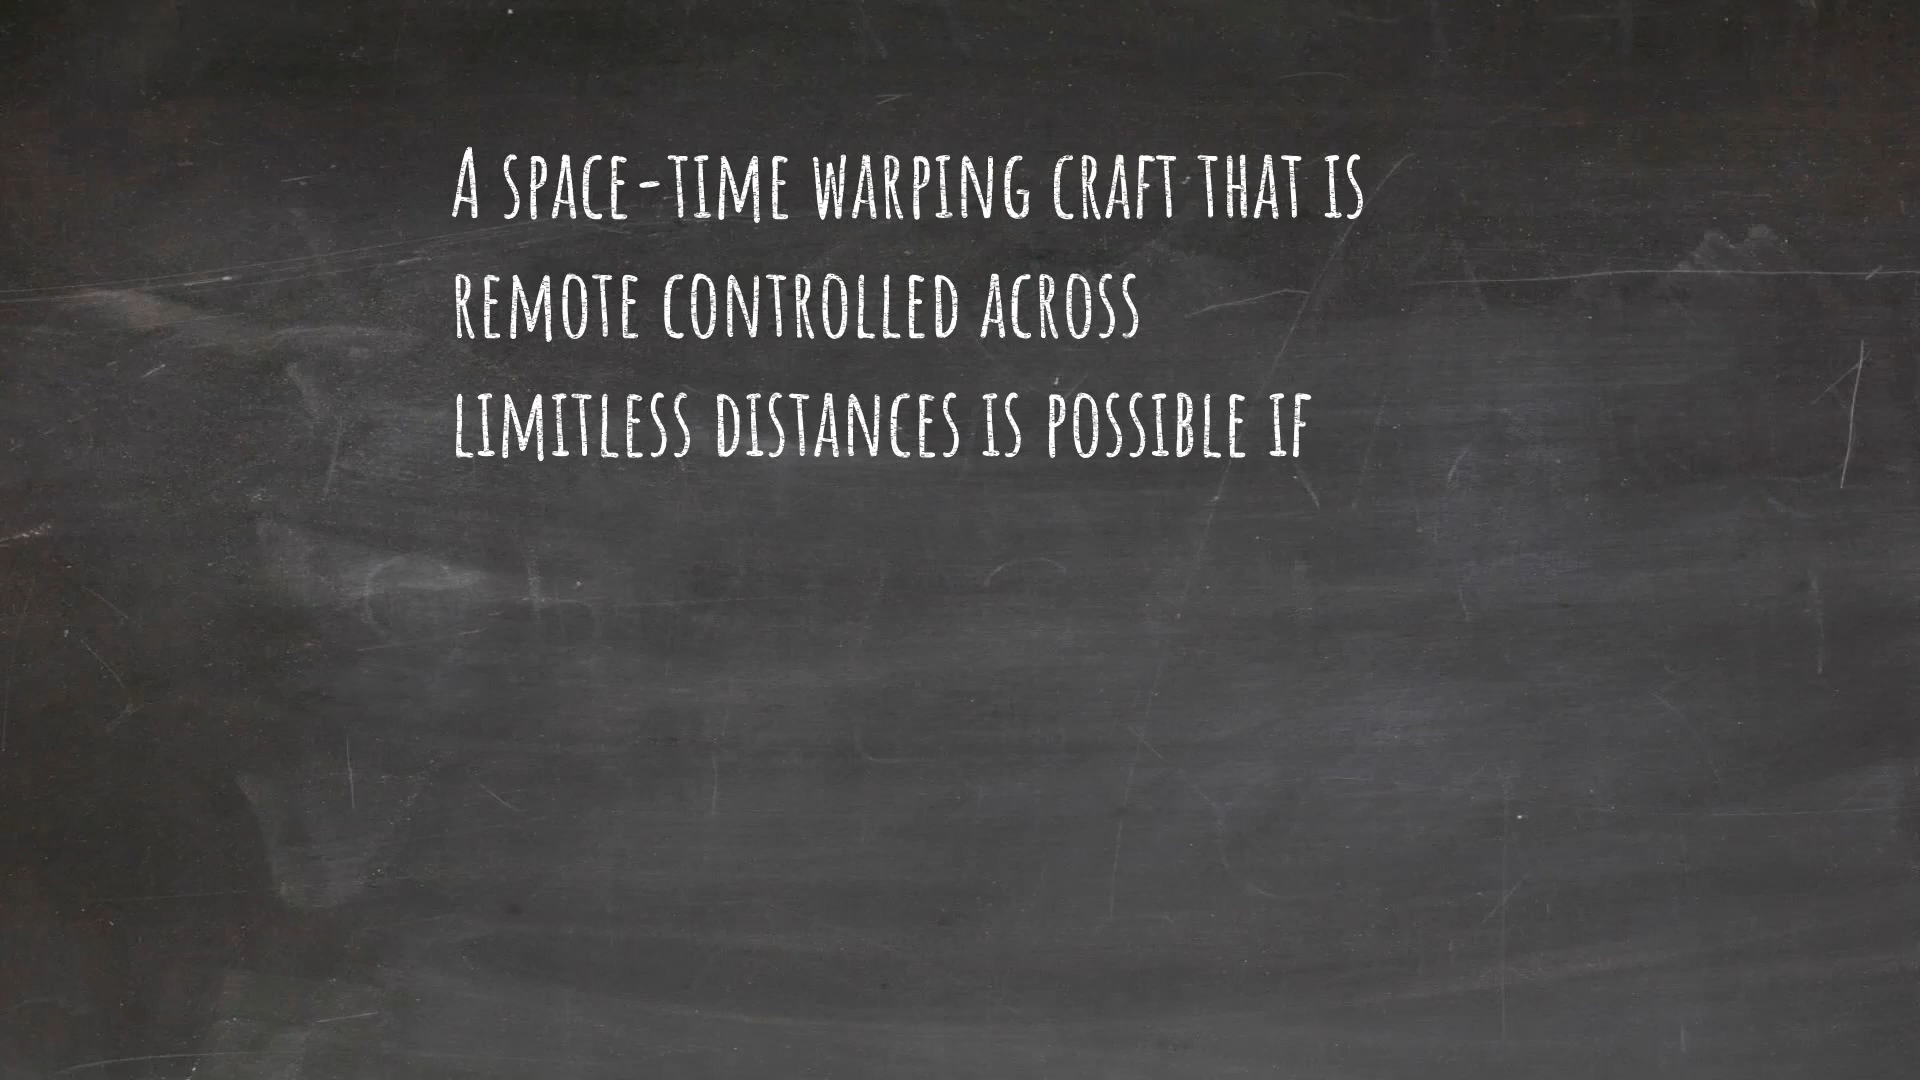 A space-time warping craft that is
remote controlled across
limitless distances is possible if